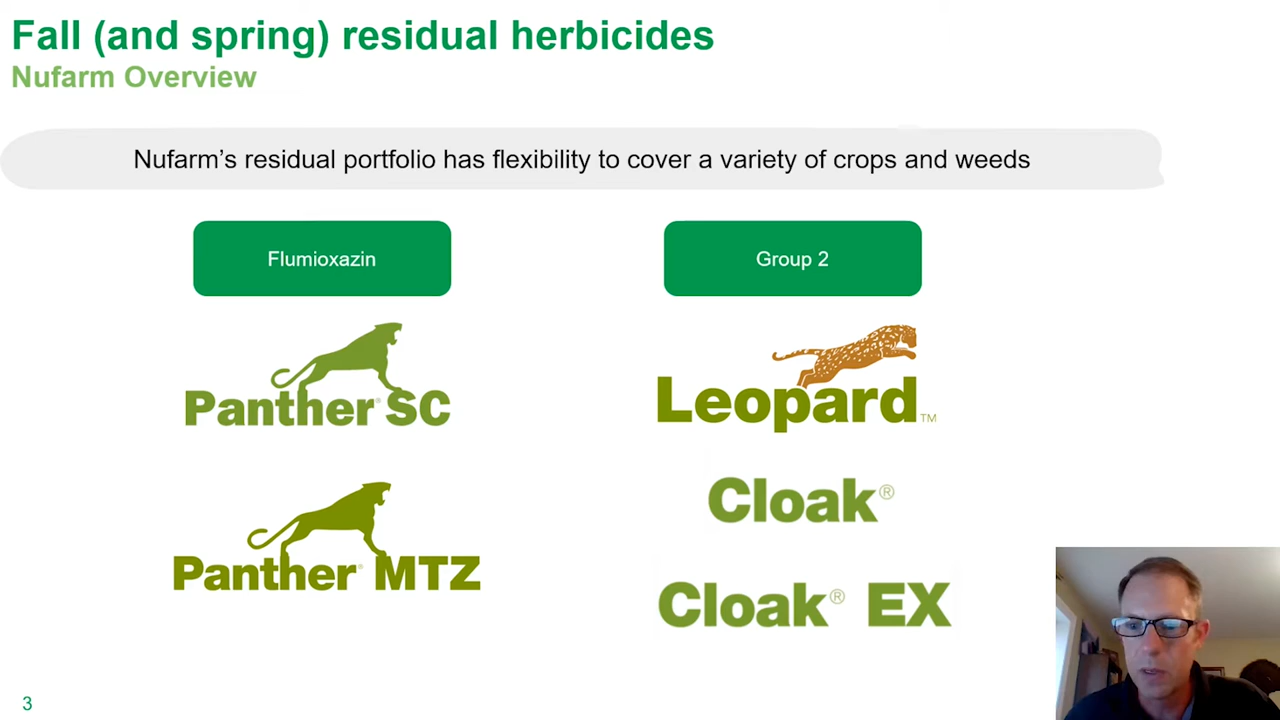 Fall (and spring) residual herbicides
Nufarm Overview
Nufarm’s residual portfolio has flexibility to cover a variety of crops and weeds
Flumioxazin
Group 2
Panther® SC
Leopard™
Cloak®
Panther® MTZ
Cloak® EX
3